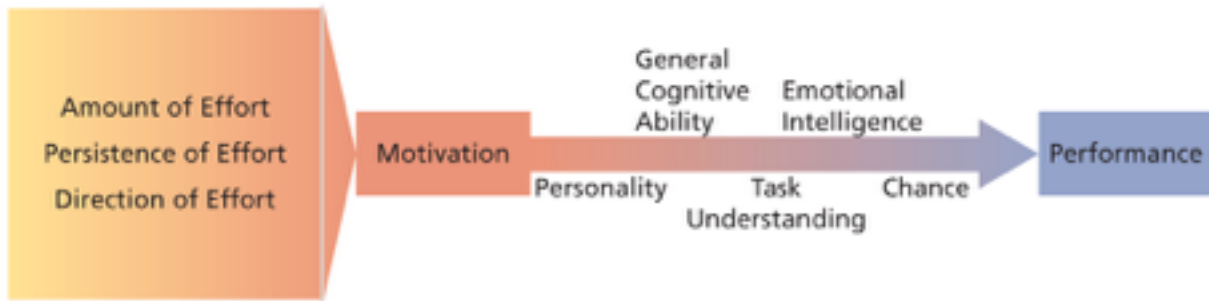 Amount of Effort
Persistence of Effort
Direction of Effort
Motivation
General
Cognitive
Ability
Emotional
Intelligence
Personality
Task
Understanding
Chance
Performance